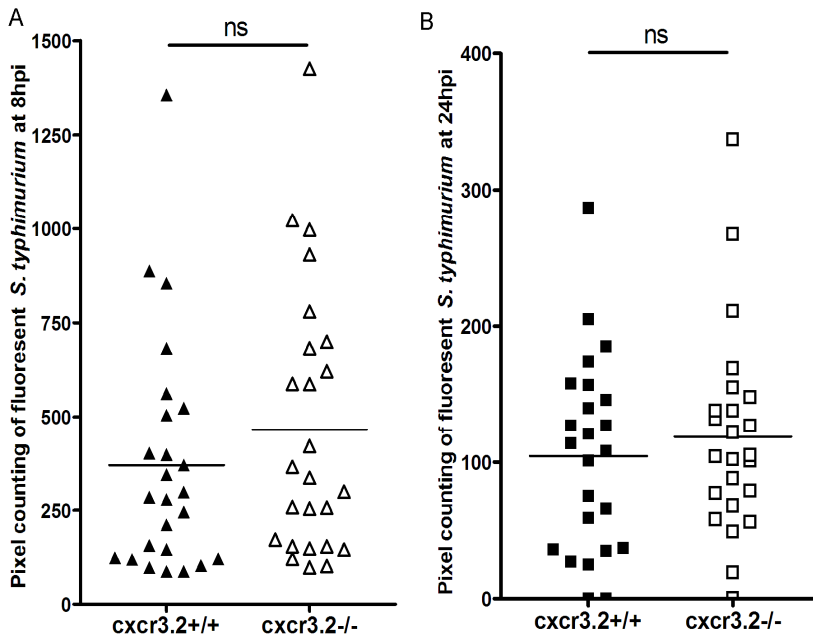 A
ns
Pixel counting of fluoresent S. typhimurium at 8hpi
1500
1250
1000
750
500
250
0
cxcr3.2+/+ cxcr3.2-/-
B
ns
Pixel counting of fluoresent S. typhimurium at 24hpi
400
300
200
100
0
cxcr3.2+/+ cxcr3.2-/-